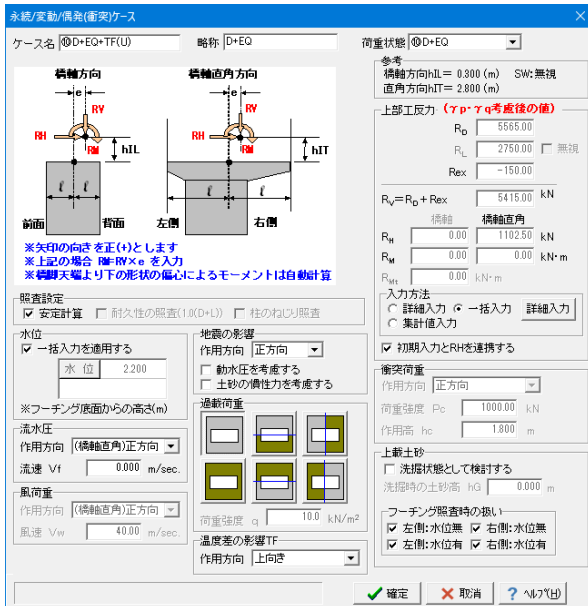 永続/変動/偶発(衝突)ケース
ケース名 ⑩D+EQ+TF(U) 略称 D+EQ 荷重状態 ⑩D+EQ
参考
橋軸方向hIL= 0.300 (m) SW:無視
直角方向hIT= 2.800 (m)
橋軸方向 橋軸直角方向
e RV RH RM hIL
e RV RH RM hIT
ℓ ℓ ℓ ℓ
前面 背面 左側 右側
※矢印の向きを正(+)とします
※上記の場合 RM=RV×e を入力
※橋脚天端より下の形状の偏心によるモーメントは自動計算
上部工反力 (γp・γq考慮後の値)
RD 5565.00
RL 2750.00 無視
Rex -150.00
RV=RD+Rex 5415.00 kN
橋軸 橋軸直角
RH 0.00 1102.50 kN
RM 0.00 0.00 kN・m
RMt 0.00 kN・m
入力方法
詳細入力 一括入力 詳細入力
集計値入力
初期入力とRHを連携する
照査設定
安定計算 耐久性の照査(1.0(D+L)) 柱のねじり照査
水位
一括入力を適用する
水 位 2.200
※フーチング底面からの高さ(m)
流水圧
作用方向 (橋軸直角)正方向
流速 Vf 0.000 m/sec.
風荷重
作用方向 (橋軸直角)正方向
風速 Vw 40.00 m/sec.
地震の影響
作用方向 正方向
動水圧を考慮する
土砂の慣性力を考慮する
過載荷重
荷重強度 q 10.0 kN/m²
温度差の影響TF
作用方向 上向き
衝突荷重
作用方向 正方向
荷重強度 Pc 1000.00 kN
作用高 hc 1.800 m
上載土砂
洗掘状態として検討する
洗掘時の土砂高 hG 0.000 m
フーチング照査時の扱い
左側:水位無 右側:水位無
左側:水位有 右側:水位有
確定 取消 ヘルプ(H)